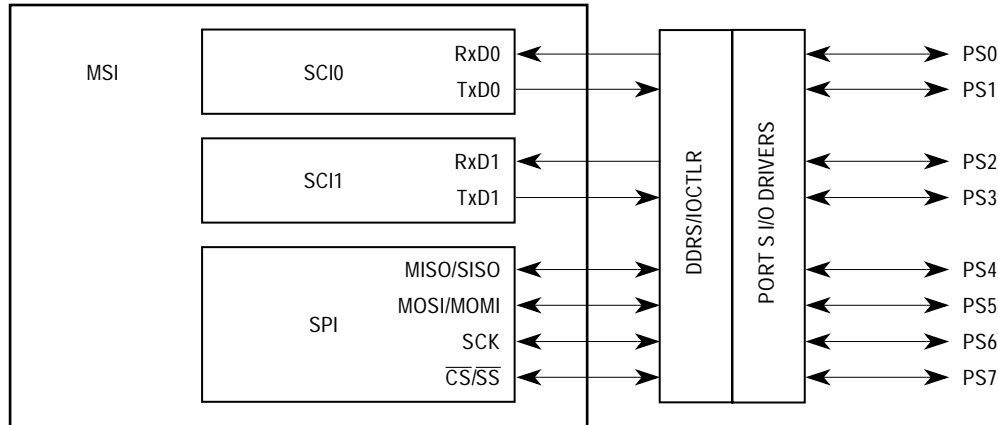 MSI
SCI0
RxD0
TxD0
SCI1
RxD1
TxD1
SPI
MISO/SISO
MOSI/MOMI
SCK
CS/SS
DDRS/IOCTLR
PORT S I/O DRIVERS
PS0
PS1
PS2
PS3
PS4
PS5
PS6
PS7